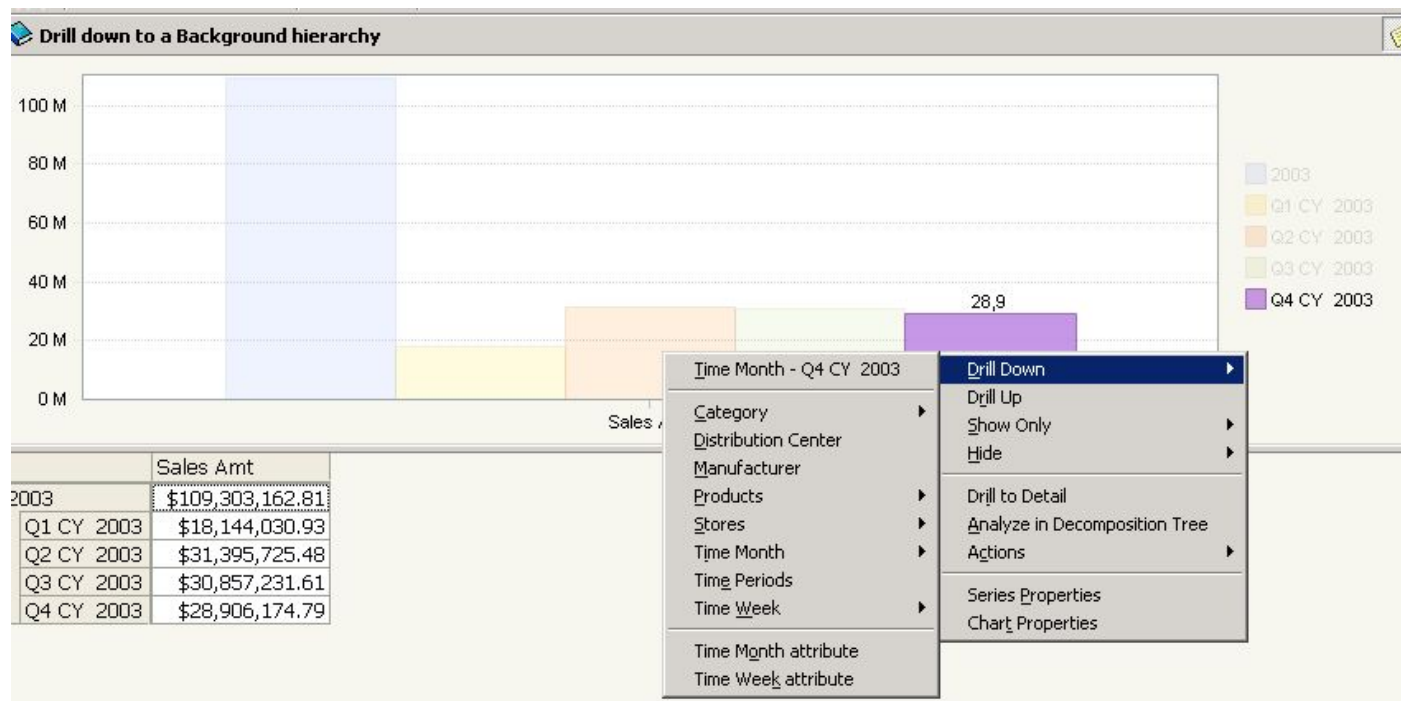 Drill down to a Background hierarchy
100 M
80 M
60 M
40 M
20 M
0 M
28,9
Sales
2003
Q1 CY 2003
Q2 CY 2003
Q3 CY 2003
Q4 CY 2003
Time Month - Q4 CY 2003
Category
Distribution Center
Manufacturer
Products
Stores
Time Month
Time Periods
Time Week
Time Month attribute
Time Week attribute
Drill Down
Drill Up
Show Only
Hide
Drill to Detail
Analyze in Decomposition Tree
Actions
Series Properties
Chart Properties
Sales Amt
2003 $109,303,162.81
Q1 CY 2003 $18,144,030.93
Q2 CY 2003 $31,395,725.48
Q3 CY 2003 $30,857,231.61
Q4 CY 2003 $28,906,174.79